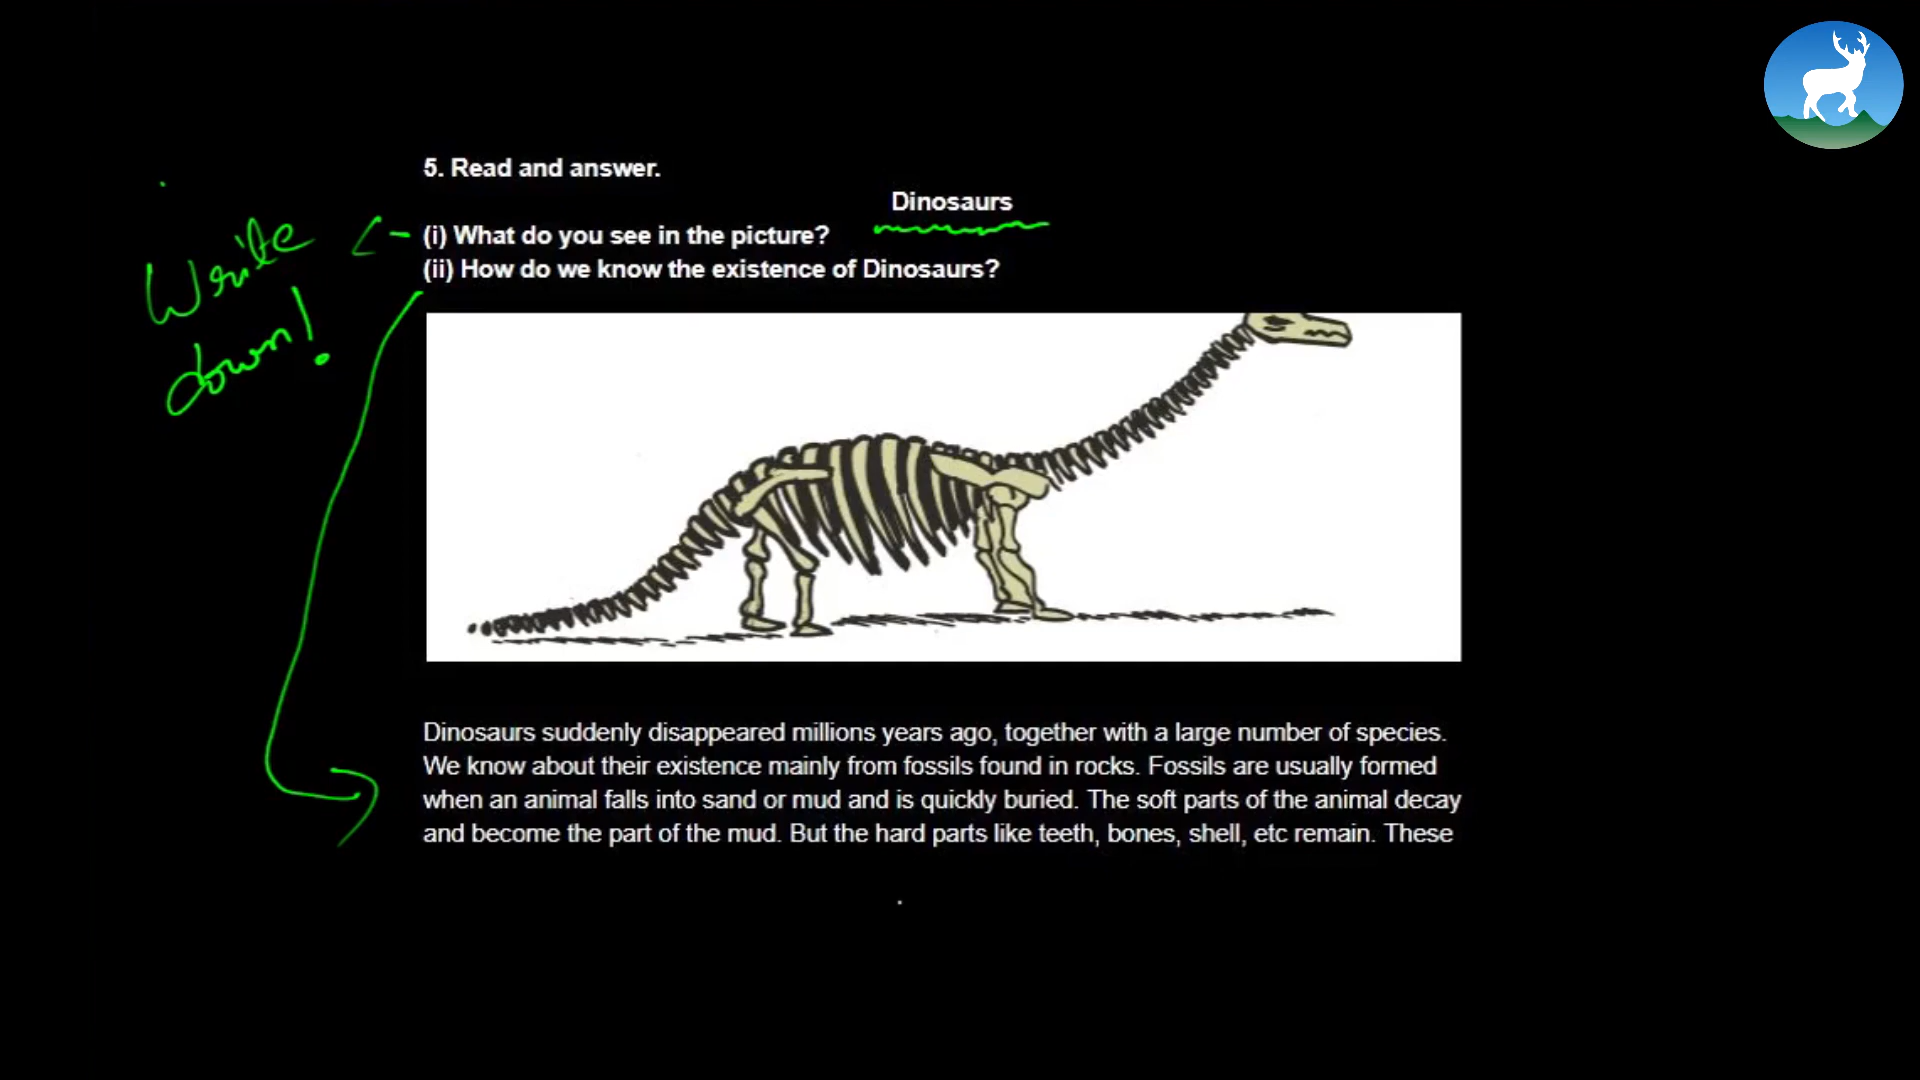 5. Read and answer.
Dinosaurs
(i) What do you see in the picture?
(ii) How do we know the existence of Dinosaurs?
Write
down!
Dinosaurs suddenly disappeared millions years ago, together with a large number of species.
We know about their existence mainly from fossils found in rocks. Fossils are usually formed
when an animal falls into sand or mud and is quickly buried. The soft parts of the animal decay
and become the part of the mud. But the hard parts like teeth, bones, shell, etc remain. These